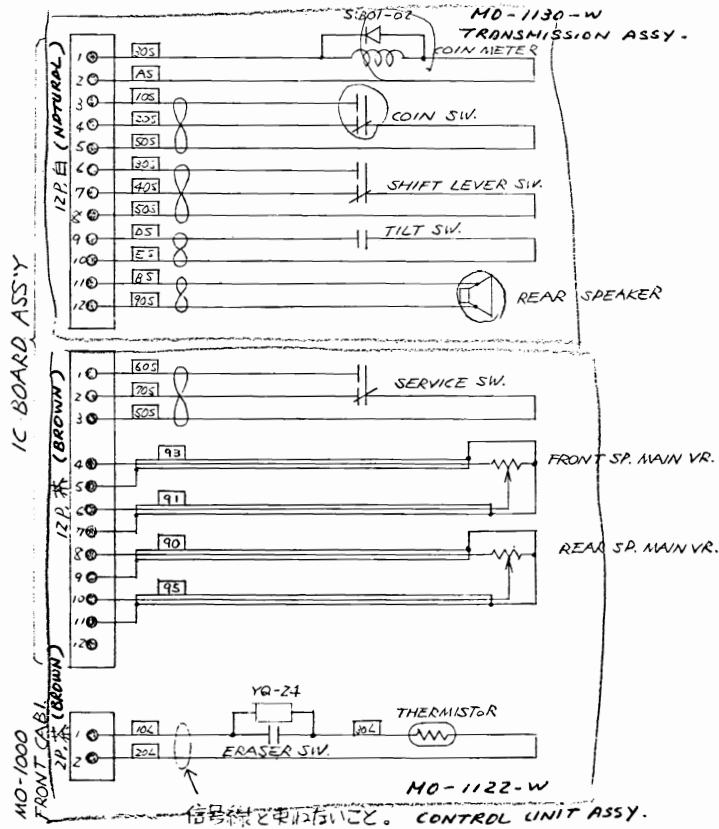 SIB01-02
MO-1130-W
TRANSMISSION ASSY.
COIN METER
1 30S
2 AS
3 10S
4 20S
COIN SW.
5 50S
6 30S
7 40S
SHIFT LEVER SW.
8 50S
9 DS
TILT SW.
10 ES
11 BS
12 90S
REAR SPEAKER
12P. 白 (NATURAL)
IC BOARD ASS'Y
1 60S
2 70S
SERVICE SW.
3 50S
12P. 茶 (BROWN)
4 93
FRONT SP. MAIN VR.
5
6 91
7
8 90
REAR SP. MAIN VR.
9
10 95
11
12
2P. 茶 (BROWN)
YQ-24
THERMISTOR
1 10L
30L
ERASER SW.
2 20L
MO-1000
FRONT CABI.
MO-1122-W
信号線と束ねないこと。
CONTROL UNIT ASSY.